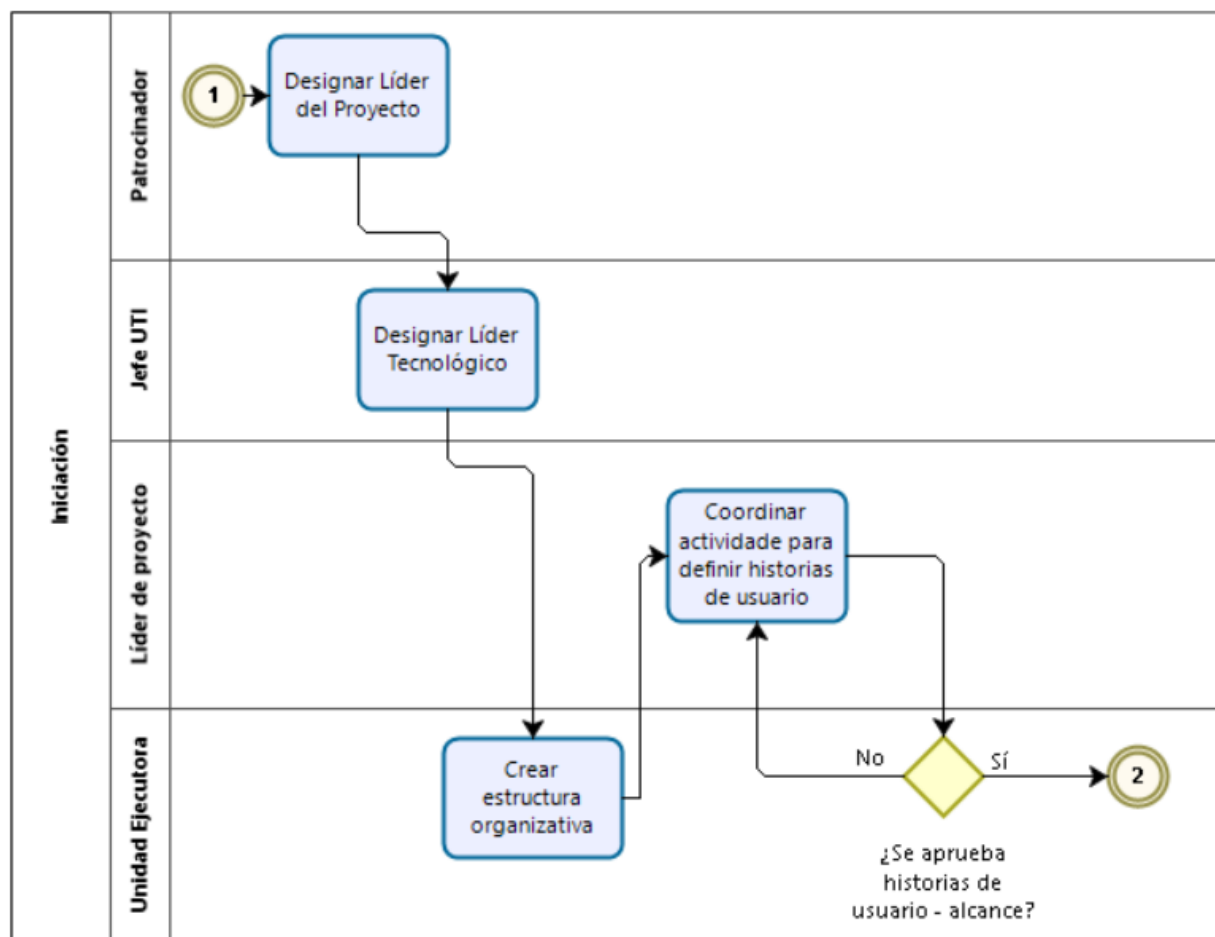 Iniciación
Patrocinador
1
Designar Líder
del Proyecto
Jefe UTI
Designar Líder
Tecnológico
Líder de proyecto
Coordinar
actividade para
definir historias
de usuario
Unidad Ejecutora
Crear
estructura
organizativa
No
Sí
2
¿Se aprueba
historias de
usuario - alcance?